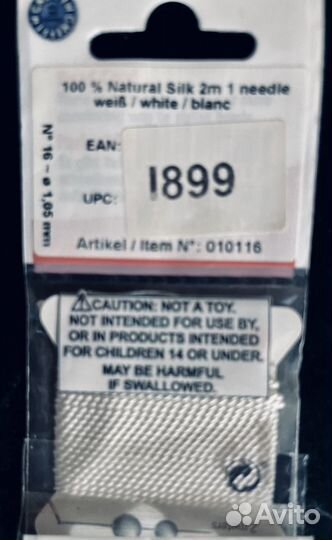 100 % Natural Silk 2m 1 needle
weiß / white / blanc
N° 16 ~ ø 1,05 mm
EAN:
1899
UPC:
Artikel / Item N°: 010116
⚠CAUTION: NOT A TOY.
NOT INTENDED FOR USE BY,
OR IN PRODUCTS INTENDED
FOR CHILDREN 14 OR UNDER.
MAY BE HARMFUL
IF SWALLOWED.
Avito